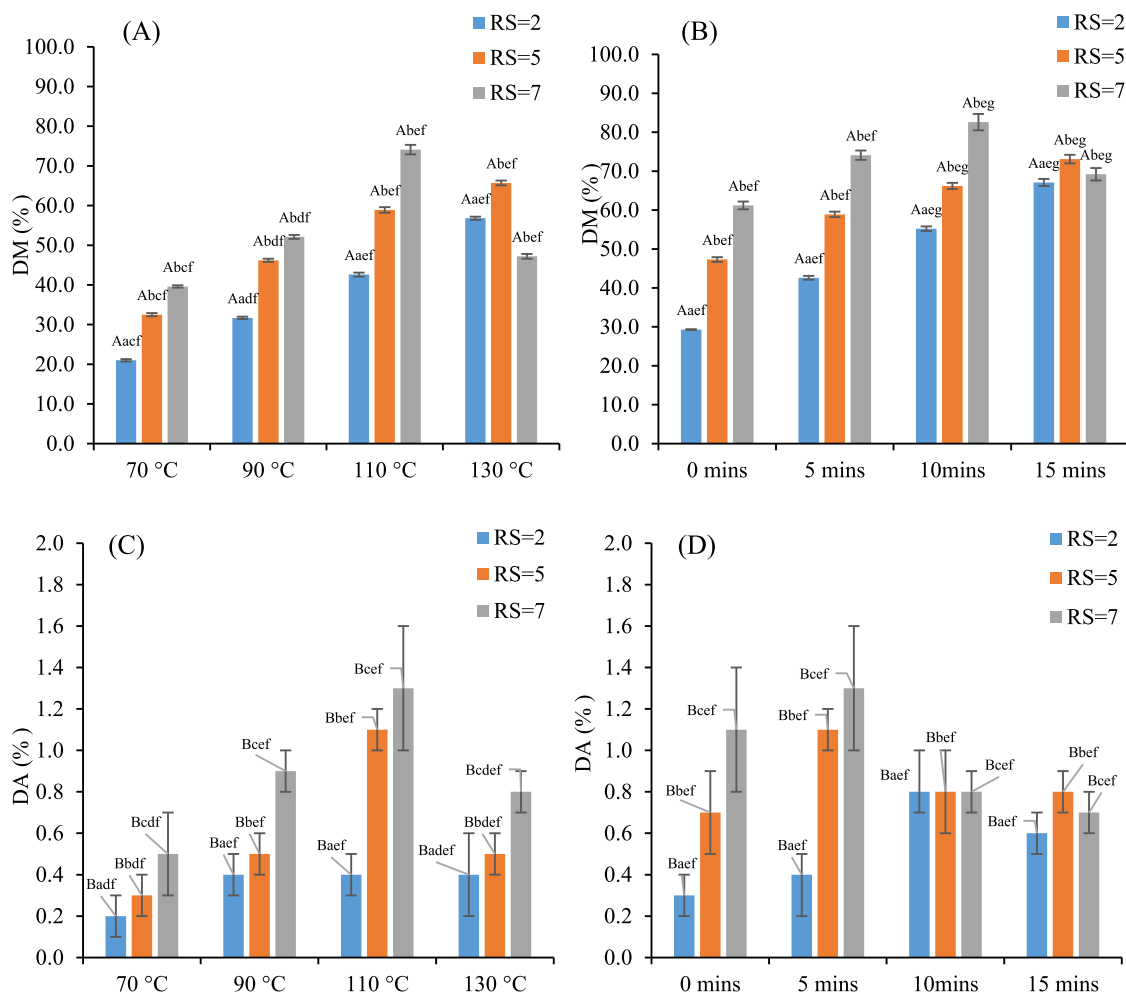 (A)
RS=2
RS=5
RS=7
DM (%)
100.0
90.0
80.0
70.0
60.0
50.0
40.0
30.0
20.0
10.0
0.0
Aacf
Abcf
Abcf
Aadf
Abdf
Abdf
Aaef
Abef
Abef
Aaef
Abef
Abef
70 °C
90 °C
110 °C
130 °C
(B)
RS=2
RS=5
RS=7
DM (%)
100.0
90.0
80.0
70.0
60.0
50.0
40.0
30.0
20.0
10.0
0.0
Aaef
Abef
Abef
Aaef
Abef
Abef
Aaeg
Abeg
Abeg
Aaeg
Abeg
Abeg
0 mins
5 mins
10mins
15 mins
(C)
RS=2
RS=5
RS=7
DA (%)
2.0
1.8
1.6
1.4
1.2
1.0
0.8
0.6
0.4
0.2
0.0
Badf
Bbdf
Bcdf
Baef
Bbef
Bcef
Baef
Bbef
Bcef
Badef
Bbdef
Bcdef
70 °C
90 °C
110 °C
130 °C
(D)
RS=2
RS=5
RS=7
DA (%)
2.0
1.8
1.6
1.4
1.2
1.0
0.8
0.6
0.4
0.2
0.0
Baef
Bbef
Bcef
Baef
Bbef
Bcef
Baef
Bbef
Bcef
Baef
Bbef
Bcef
0 mins
5 mins
10mins
15 mins